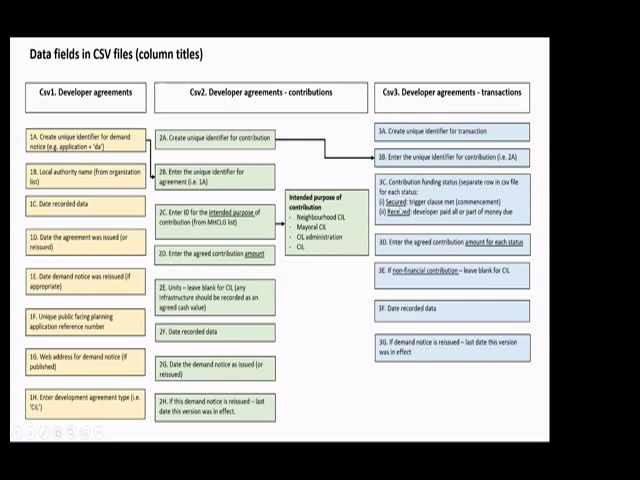 Data fields in CSV files (column titles)
Csv1. Developer agreements
1A. Create unique identifier for demand
notice (e.g. application + 'da')
1B. Local authority name (from organization
list)
1C. Date recorded data
1D. Date the agreement was issued (or
reissued)
1E. Date demand notice was reissued (if
appropriate)
1F. Unique public facing planning
application reference number
1G. Web address for demand notice (if
published)
1H. Enter development agreement type (i.e.
'CIL')
Csv2. Developer agreements - contributions
2A. Create unique identifier for contribution
2B. Enter the unique identifier for
agreement (i.e. 1A)
2C. Enter ID for the intended purpose of
contribution (from MHCLG list)
2D. Enter the agreed contribution amount
2E. Units – leave blank for CIL (any
infrastructure should be recorded as an
agreed cash value)
2F. Date recorded data
2G. Date the demand notice as issued (or
reissued)
2H. If this demand notice is reissued – last
date this version was in effect.
Intended purpose of
contribution
- Neighbourhood CIL
- Mayoral CIL
- CIL administration
- CIL
Csv3. Developer agreements - transactions
3A. Create unique identifier for transaction
3B. Enter the unique identifier for contribution (i.e. 2A)
3C. Contribution funding status (separate row in csv file
for each status:
(i) Secured: trigger clause met (commencement)
(ii) Received: developer paid all or part of money due
3D. Enter the agreed contribution amount for each status
3E. If non-financial contribution – leave blank for CIL
3F. Date recorded data
3G. If demand notice is reissued – last date this version
was in effect